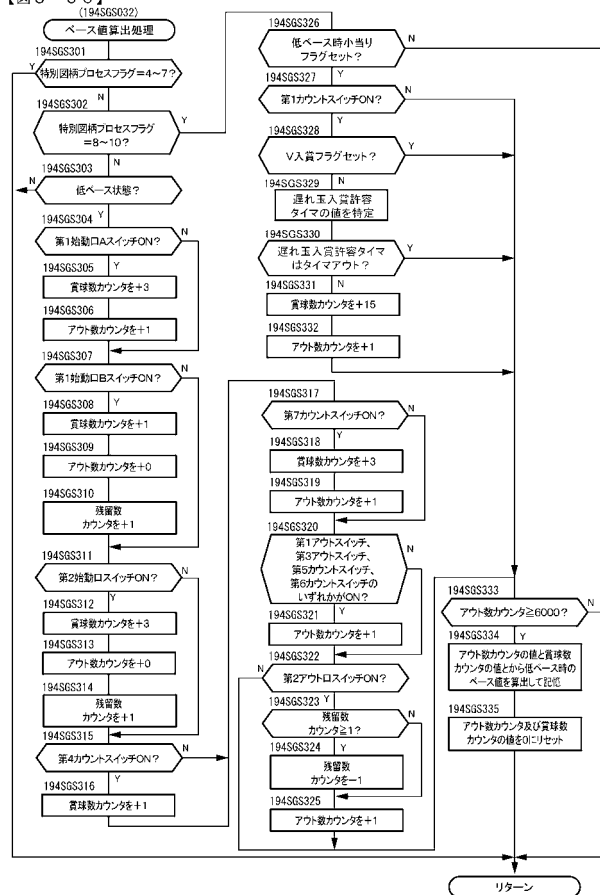 (194SGS032)
ベース値算出処理
194SGS301
Y
特別図柄プロセスフラグ=4~7?
N
194SGS302
特別図柄プロセスフラグ
=8~10?
Y
N
194SGS303
N
低ベース状態?
Y
194SGS304
第1始動口AスイッチON?
N
Y
194SGS305
賞球数カウンタを+3
194SGS306
アウト数カウンタを+1
194SGS307
第1始動口BスイッチON?
N
Y
194SGS308
賞球数カウンタを+1
194SGS309
アウト数カウンタを+0
194SGS310
残留数
カウンタを+1
194SGS311
第2始動口スイッチON?
N
Y
194SGS312
賞球数カウンタを+3
194SGS313
アウト数カウンタを+0
194SGS314
残留数
カウンタを+1
194SGS315
第4カウントスイッチON?
N
Y
194SGS316
賞球数カウンタを+1
194SGS326
低ベース時小当り
フラグセット?
N
Y
194SGS327
第1カウントスイッチON?
N
Y
194SGS328
V入賞フラグセット?
Y
N
194SGS329
遅れ玉入賞許容
タイマの値を特定
194SGS330
遅れ玉入賞許容タイマ
はタイマアウト?
Y
N
194SGS331
賞球数カウンタを+15
194SGS332
アウト数カウンタを+1
194SGS317
第7カウントスイッチON?
N
Y
194SGS318
賞球数カウンタを+3
194SGS319
アウト数カウンタを+1
194SGS320
第1アウトスイッチ、
第3アウトスイッチ、
第5カウントスイッチ、
第6カウントスイッチの
いずれかがON?
N
Y
194SGS321
アウト数カウンタを+1
194SGS322
N
第2アウト口スイッチON?
Y
194SGS323
残留数
カウンタ≧1?
N
Y
194SGS324
残留数
カウンタを-1
194SGS325
アウト数カウンタを+1
194SGS333
アウト数カウンタ≧6000?
N
Y
194SGS334
アウト数カウンタの値と賞球数
カウンタの値とから低ベース時の
ベース値を算出して記憶
194SGS335
アウト数カウンタ及び賞球数
カウンタの値を0にリセット
リターン